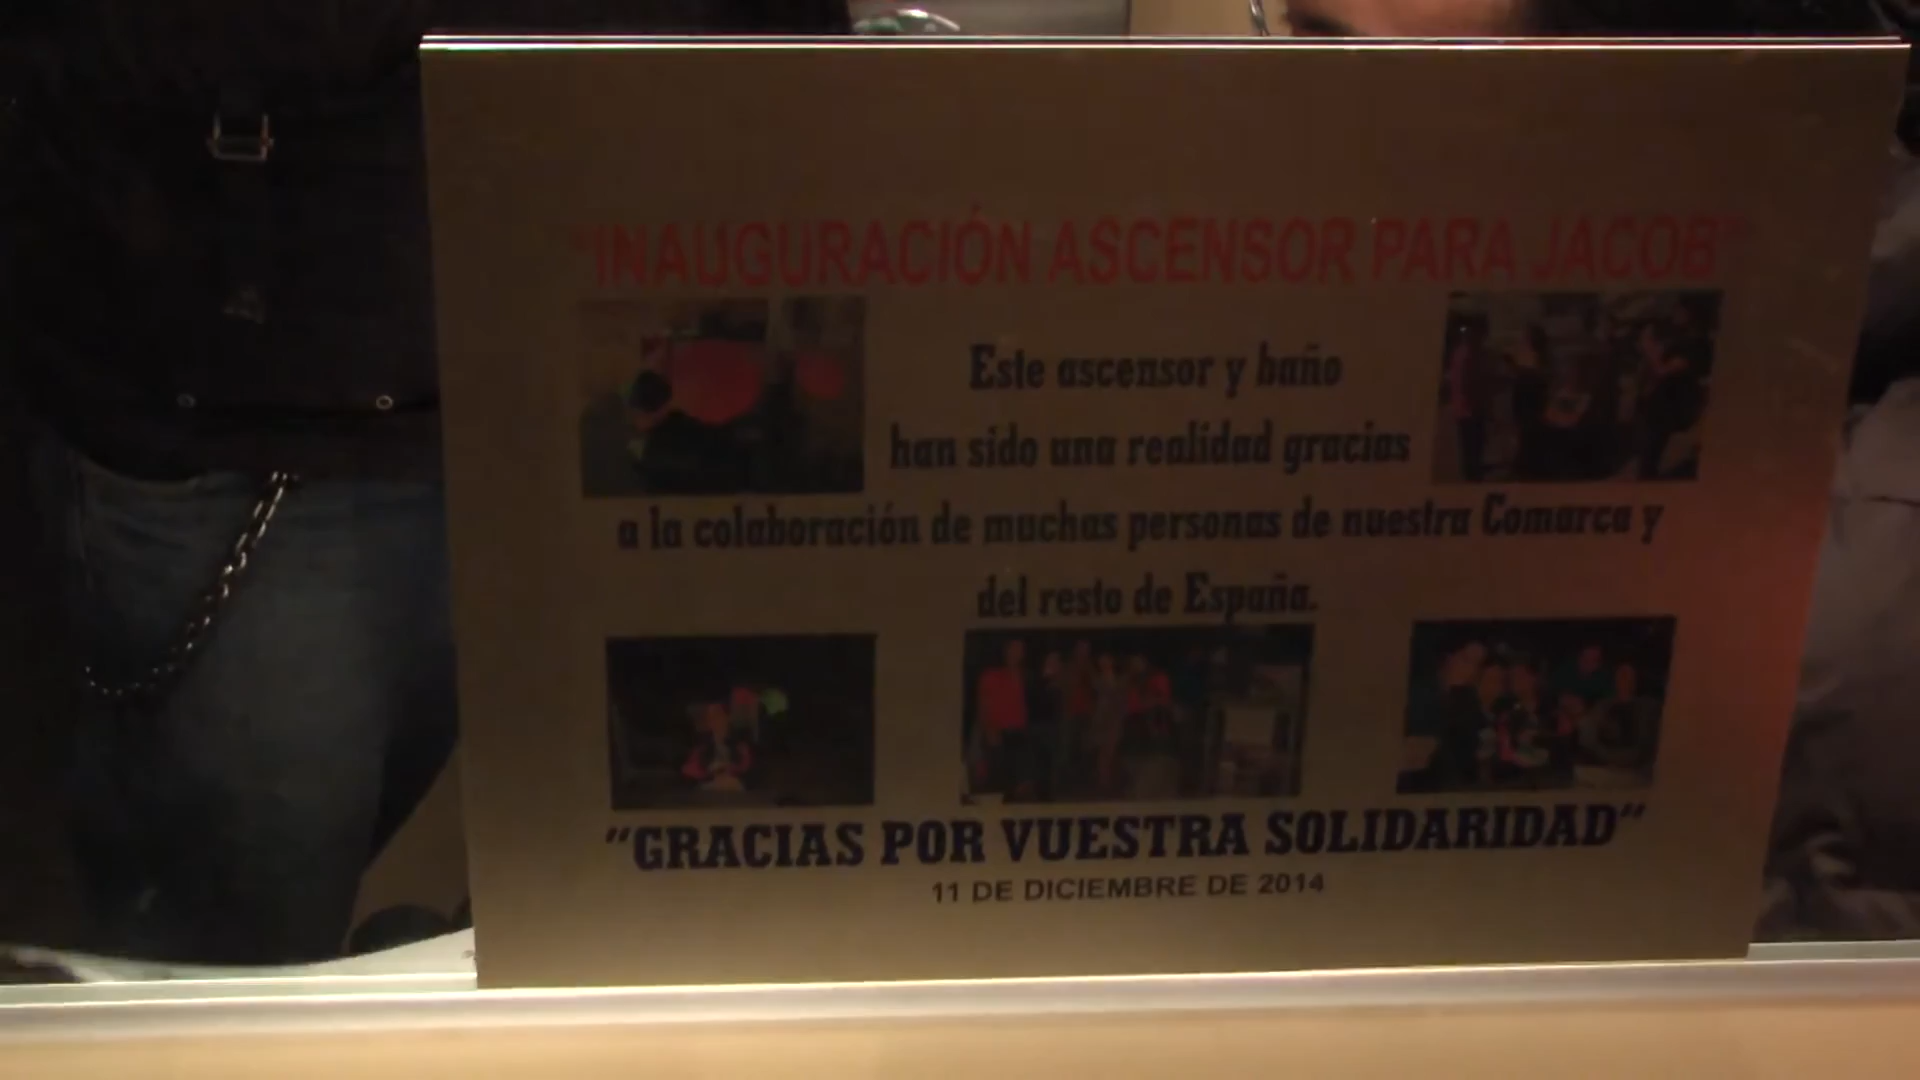 "INAUGURACIÓN ASCENSOR PARA JACOB"
Este ascensor y baño
han sido una realidad gracias
a la colaboración de muchas personas de nuestra Comarca y
del resto de España.
"GRACIAS POR VUESTRA SOLIDARIDAD"
11 DE DICIEMBRE DE 2014